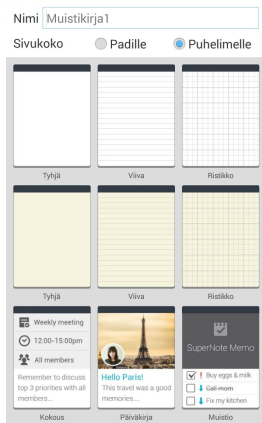 Nimi Muistikirja1
Sivukoko Padille Puhelimelle
Tyhjä Viiva Ristikko
Tyhjä Viiva Ristikko
Weekly meeting
12:00-15:00pm
All members
Remember to discuss
top 3 priorities with all
members...
Hello Paris!
This travel was a good
memories....
SuperNote Memo
Buy eggs & milk
Call mom
Fix my kitchen
Kokous Päiväkirja Muistio